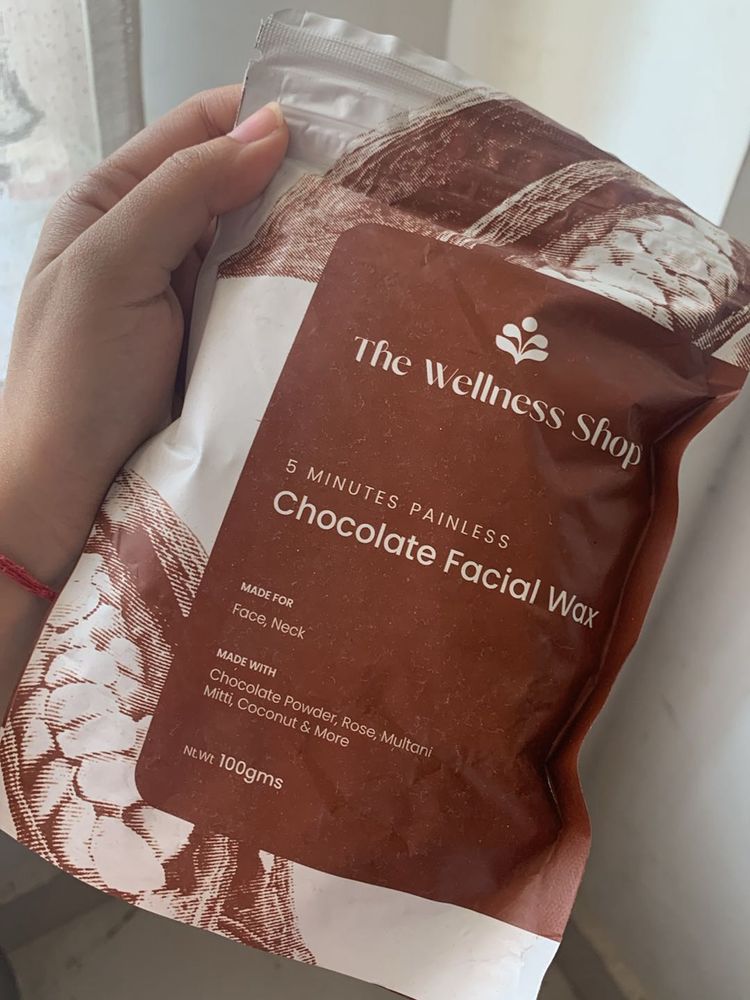 The Wellness Shop
5 MINUTES PAINLESS
Chocolate Facial Wax
MADE FOR
Face, Neck
MADE WITH
Chocolate Powder, Rose, Multani
Mitti, Coconut & More
Nt.Wt 100gms